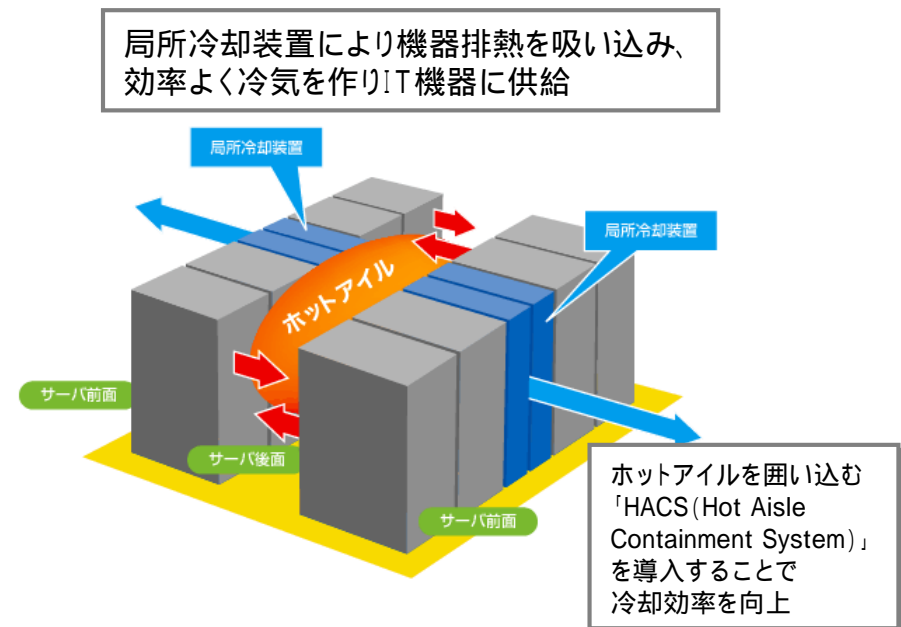 局所冷却装置により機器排熱を吸い込み、
効率よく冷気を作りIT機器に供給
局所冷却装置
局所冷却装置
ホットアイル
サーバ前面
サーバ後面
サーバ前面
ホットアイルを囲い込む
「HACS(Hot Aisle
Containment System)」
を導入することで
冷却効率を向上